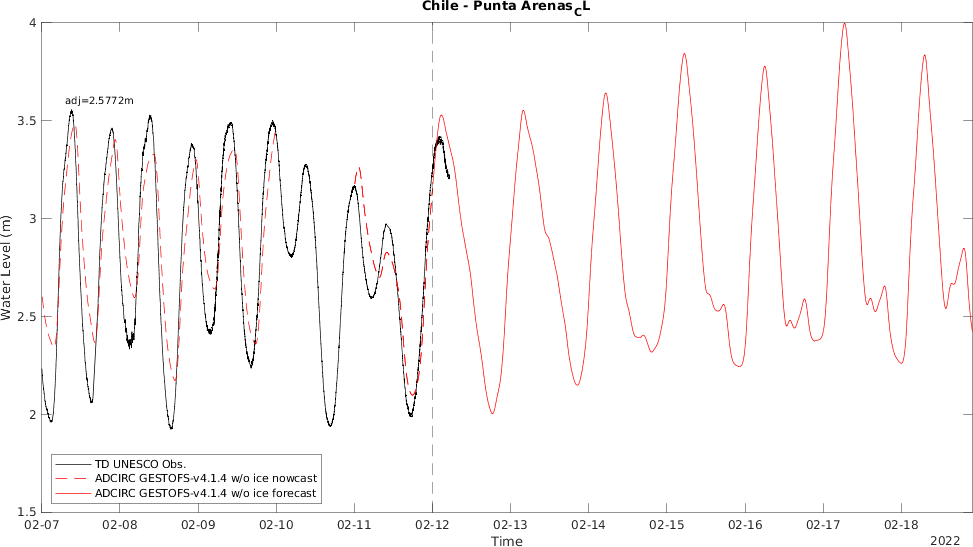 Chile - Punta Arenas_CL
4
adj=2.5772m
3.5
3
Water Level (m)
2.5
2
TD UNESCO Obs.
ADCIRC GESTOFS-v4.1.4 w/o ice nowcast
ADCIRC GESTOFS-v4.1.4 w/o ice forecast
1.5
02-07 02-08 02-09 02-10 02-11 02-12 02-13 02-14 02-15 02-16 02-17 02-18
Time
2022